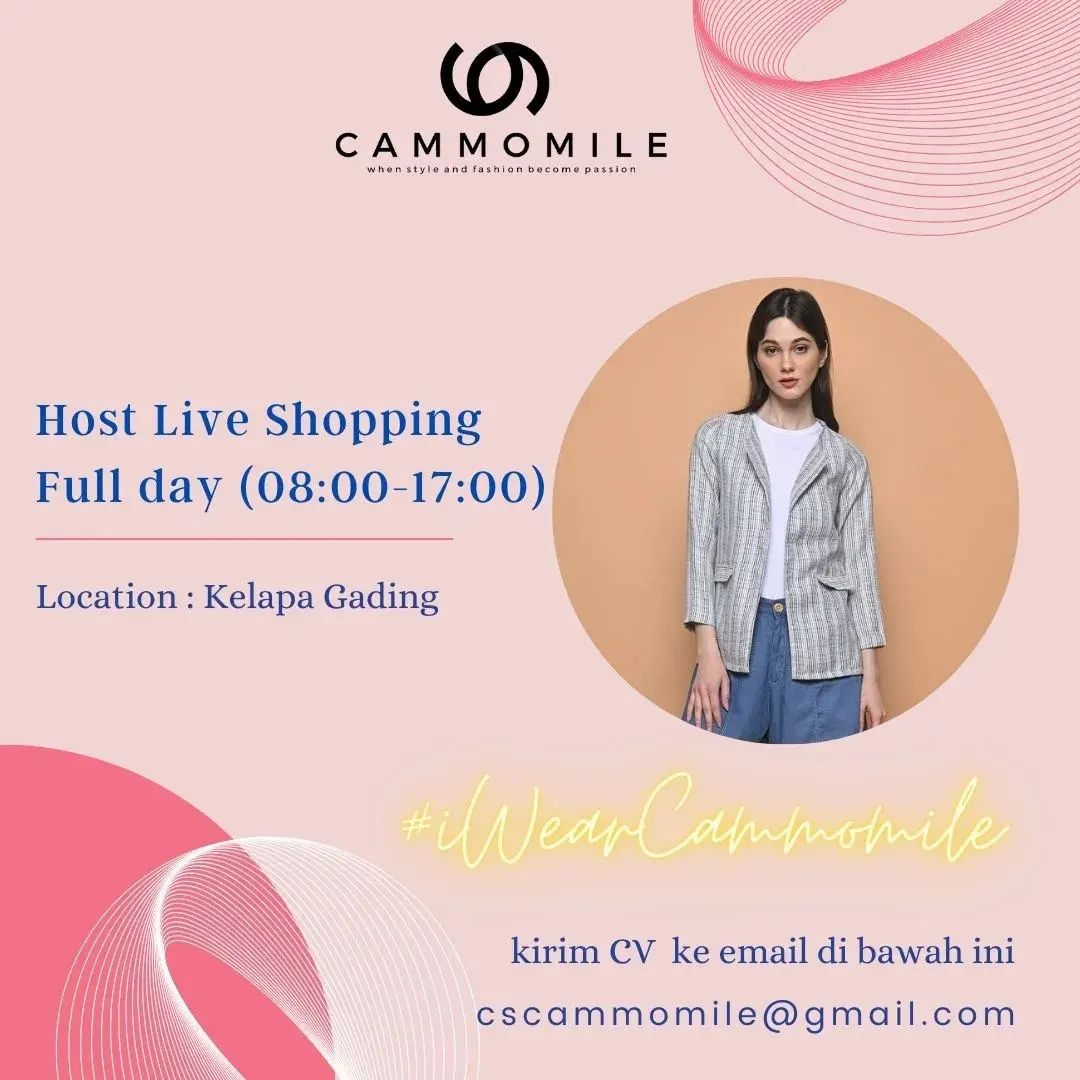 CAMMOMILE
when style and fashion become passion
Host Live Shopping
Full day (08:00-17:00)
Location : Kelapa Gading
#iWearCammomile
kirim CV ke email di bawah ini
cscammomile@gmail.com